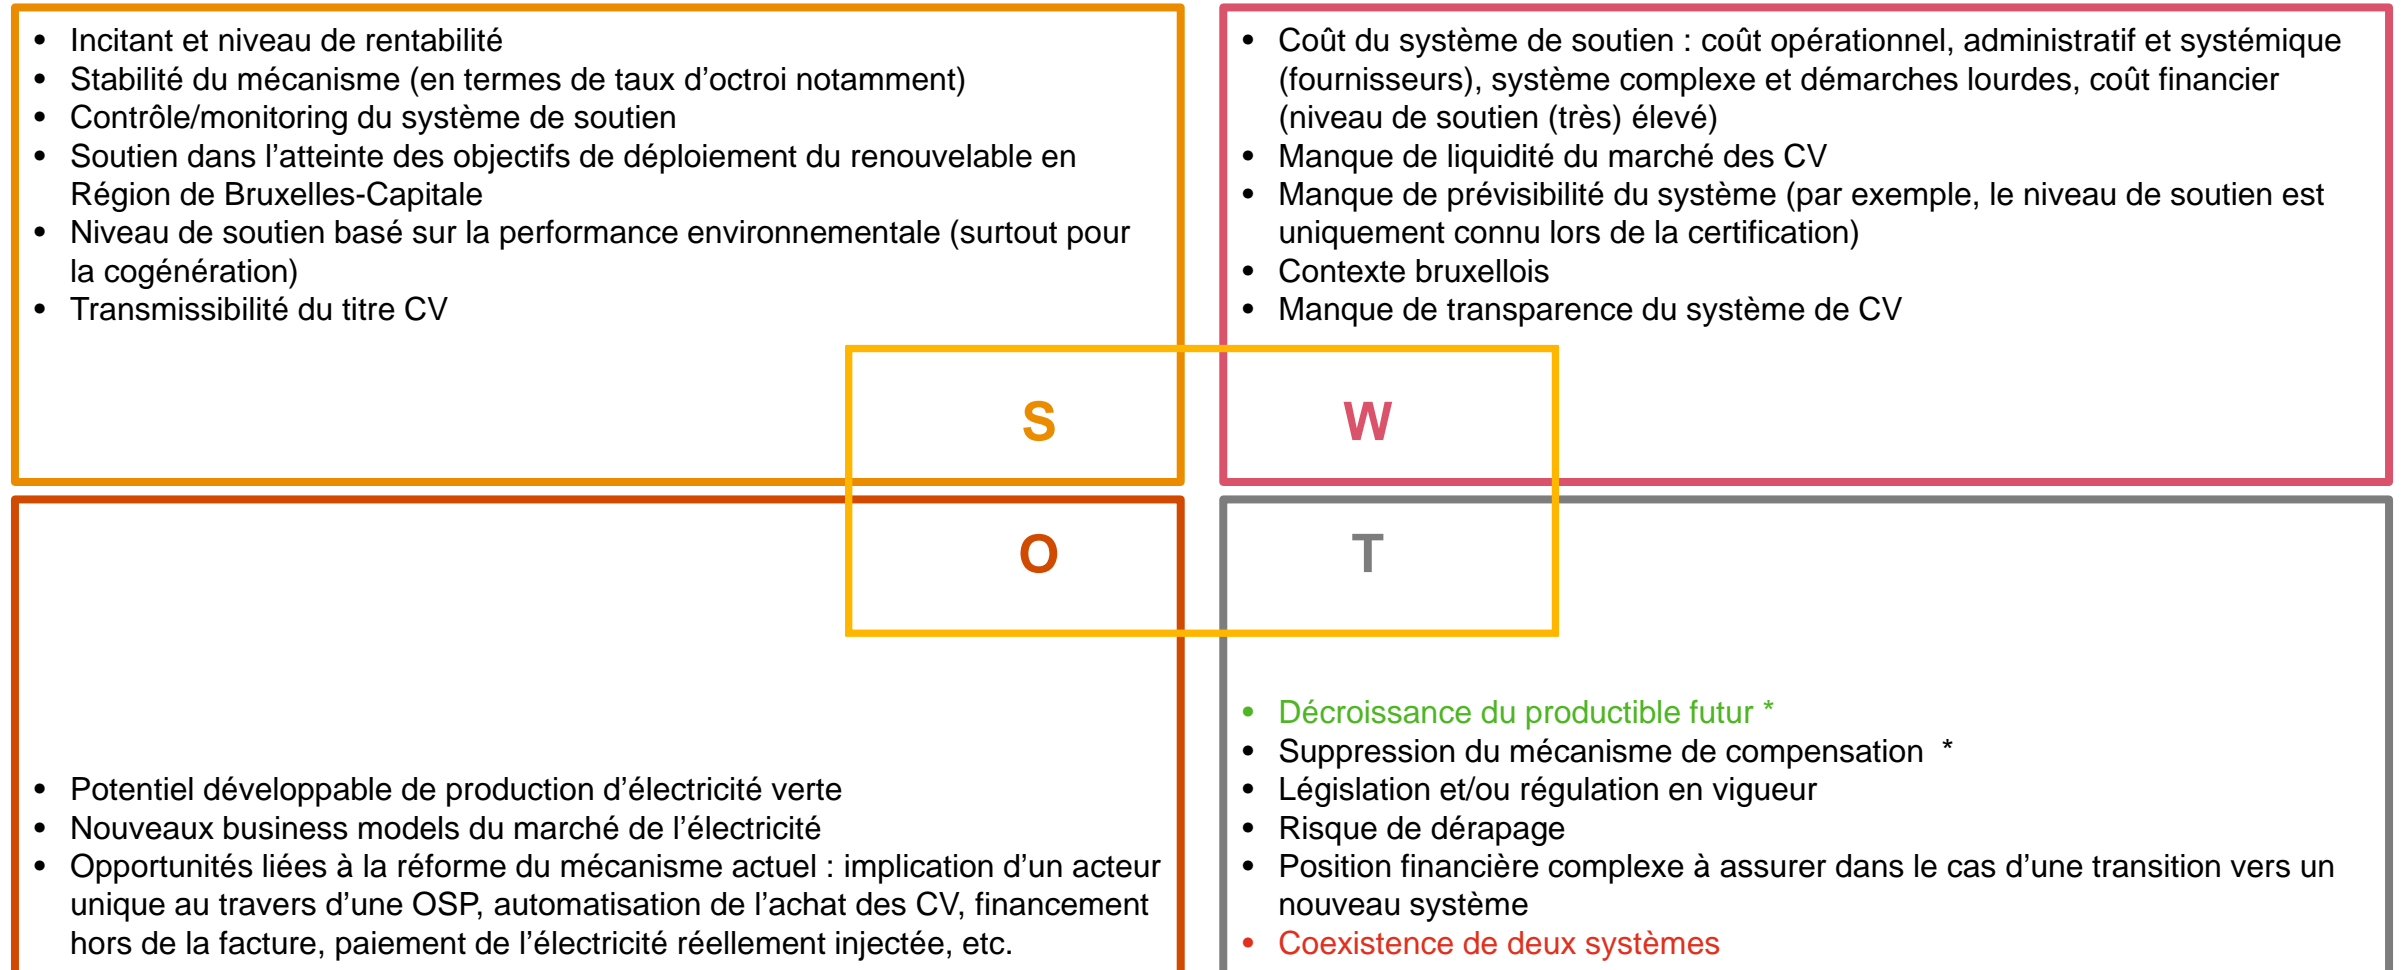 • Incitant et niveau de rentabilité
• Stabilité du mécanisme (en termes de taux d’octroi notamment)
• Contrôle/monitoring du système de soutien
• Soutien dans l’atteinte des objectifs de déploiement du renouvelable en
Région de Bruxelles-Capitale
• Niveau de soutien basé sur la performance environnementale (surtout pour
la cogénération)
• Transmissibilité du titre CV
S
• Coût du système de soutien : coût opérationnel, administratif et systémique
(fournisseurs), système complexe et démarches lourdes, coût financier
(niveau de soutien (très) élevé)
• Manque de liquidité du marché des CV
• Manque de prévisibilité du système (par exemple, le niveau de soutien est
uniquement connu lors de la certification)
• Contexte bruxellois
• Manque de transparence du système de CV
W
O
• Potentiel développable de production d’électricité verte
• Nouveaux business models du marché de l’électricité
• Opportunités liées à la réforme du mécanisme actuel : implication d’un acteur
unique au travers d’une OSP, automatisation de l’achat des CV, financement
hors de la facture, paiement de l’électricité réellement injectée, etc.
T
• Décroissance du productible futur *
• Suppression du mécanisme de compensation *
• Législation et/ou régulation en vigueur
• Risque de dérapage
• Position financière complexe à assurer dans le cas d’une transition vers un
nouveau système
• Coexistence de deux systèmes